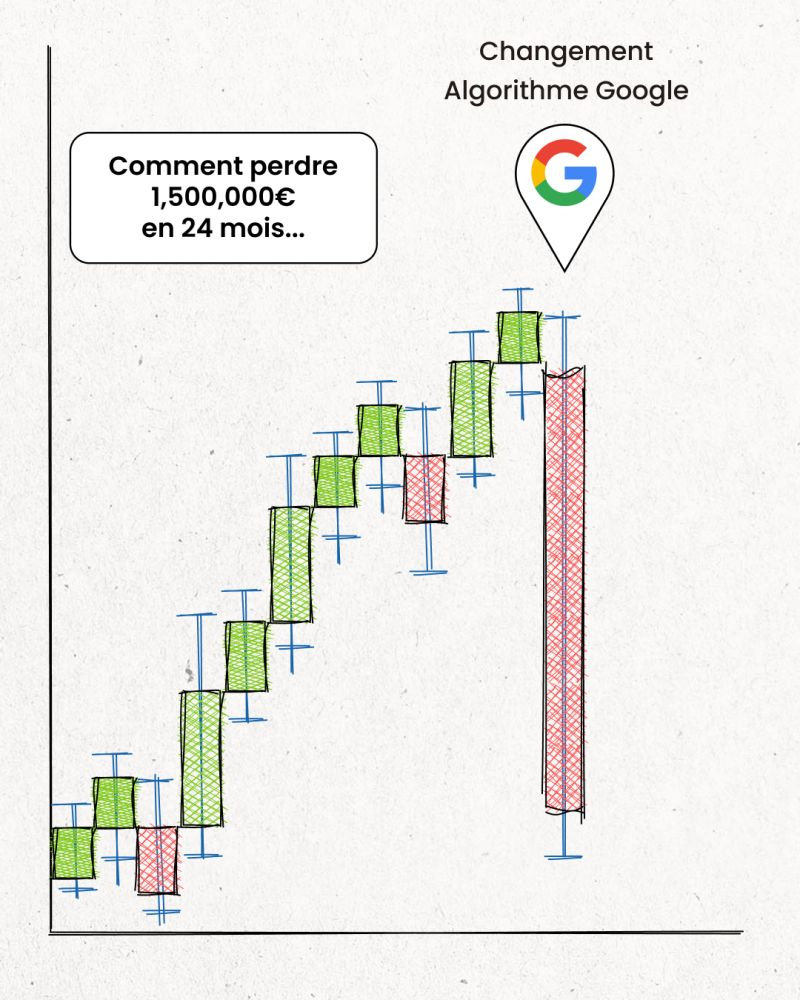 Changement
Algorithme Google
Comment perdre
1,500,000€
en 24 mois...